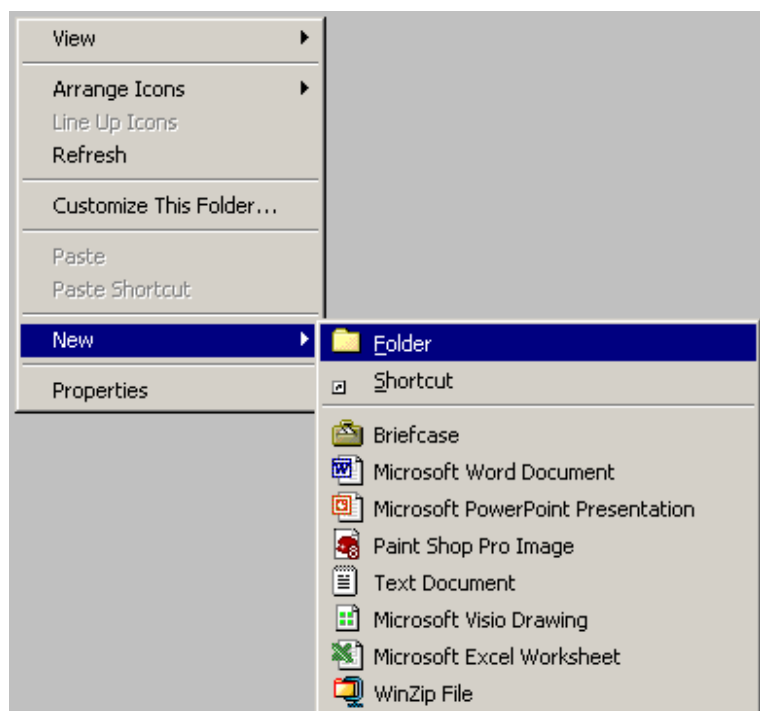 View
Arrange Icons
Line Up Icons
Refresh
Customize This Folder...
Paste
Paste Shortcut
New
Properties
Folder
Shortcut
Briefcase
Microsoft Word Document
Microsoft PowerPoint Presentation
Paint Shop Pro Image
Text Document
Microsoft Visio Drawing
Microsoft Excel Worksheet
WinZip File